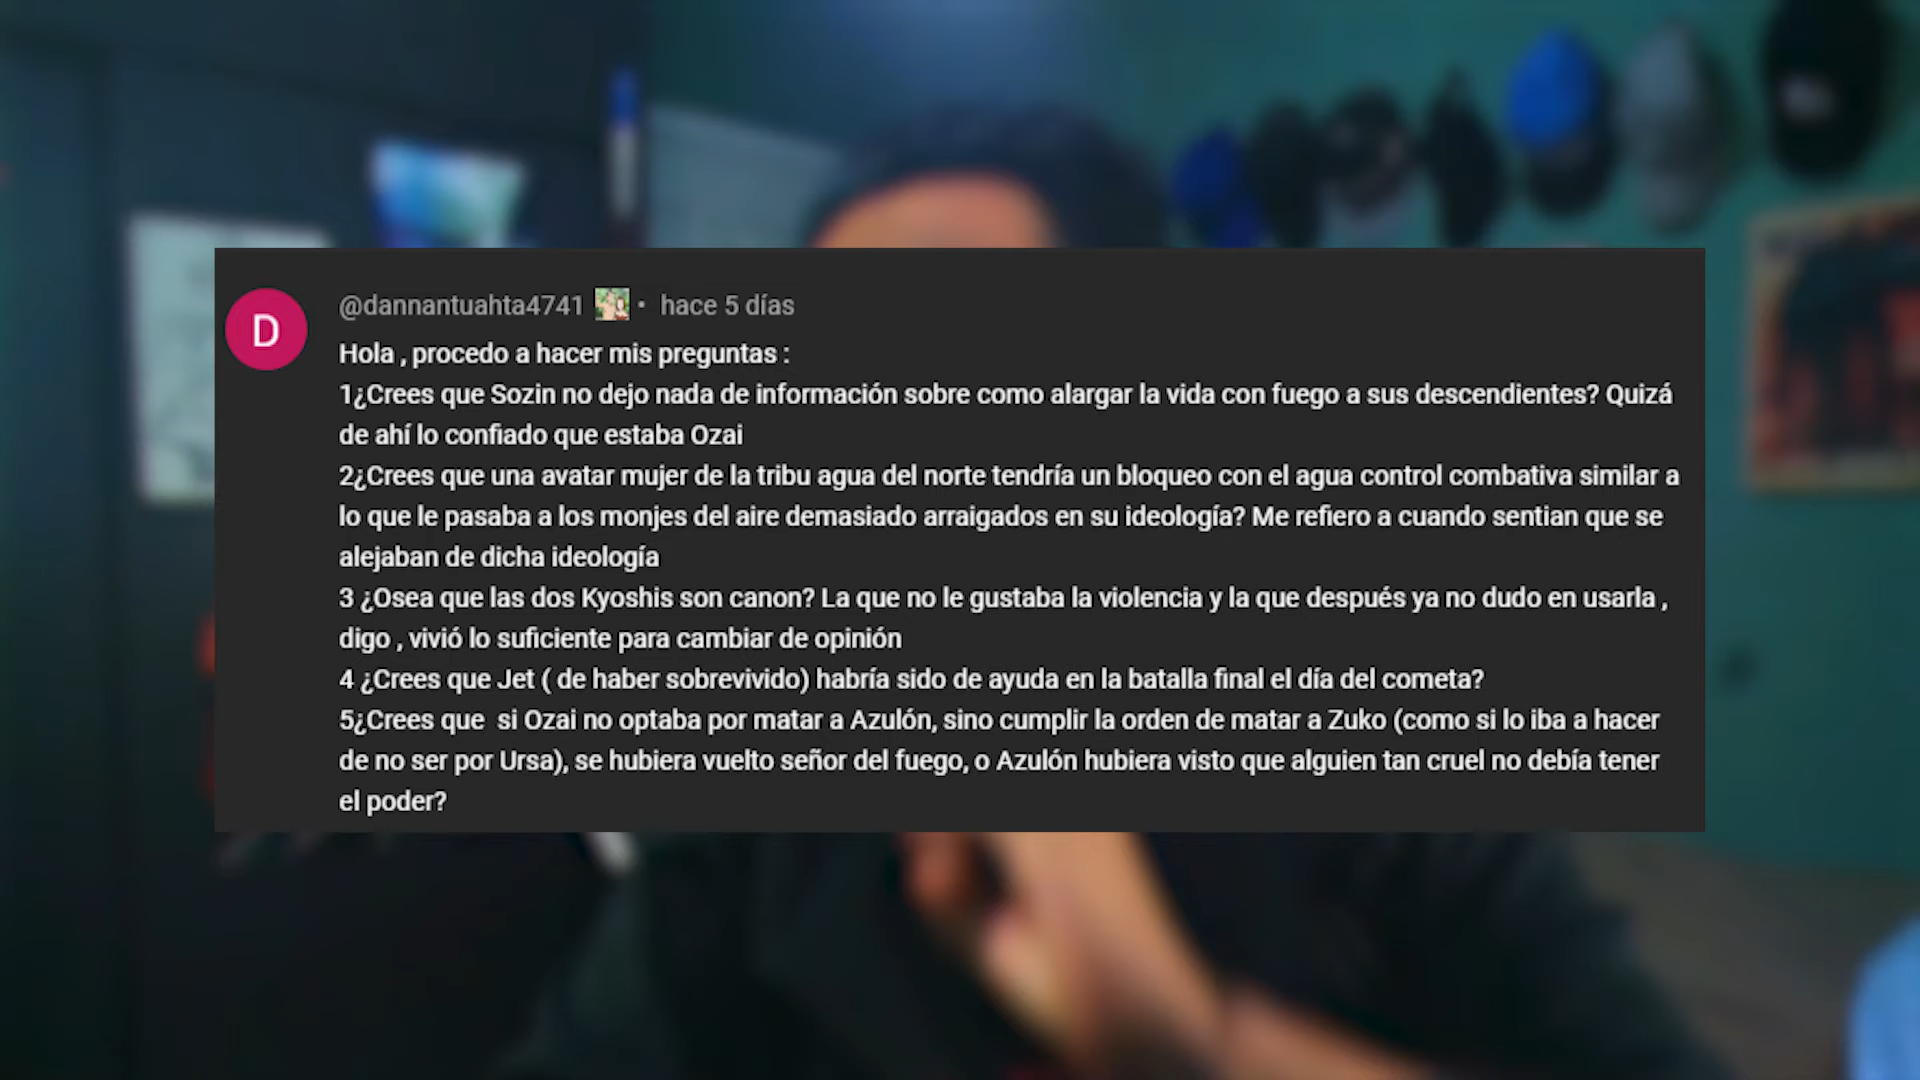 D
@dannantuahta4741 • hace 5 días
Hola , procedo a hacer mis preguntas :
1¿Crees que Sozin no dejo nada de información sobre como alargar la vida con fuego a sus descendientes? Quizá
de ahí lo confiado que estaba Ozai
2¿Crees que una avatar mujer de la tribu agua del norte tendría un bloqueo con el agua control combativa similar a
lo que le pasaba a los monjes del aire demasiado arraigados en su ideología? Me refiero a cuando sentian que se
alejaban de dicha ideología
3 ¿Osea que las dos Kyoshis son canon? La que no le gustaba la violencia y la que después ya no dudo en usarla ,
digo , vivió lo suficiente para cambiar de opinión
4 ¿Crees que Jet ( de haber sobrevivido) habría sido de ayuda en la batalla final el día del cometa?
5¿Crees que  si Ozai no optaba por matar a Azulón, sino cumplir la orden de matar a Zuko (como si lo iba a hacer
de no ser por Ursa), se hubiera vuelto señor del fuego, o Azulón hubiera visto que alguien tan cruel no debía tener
el poder?